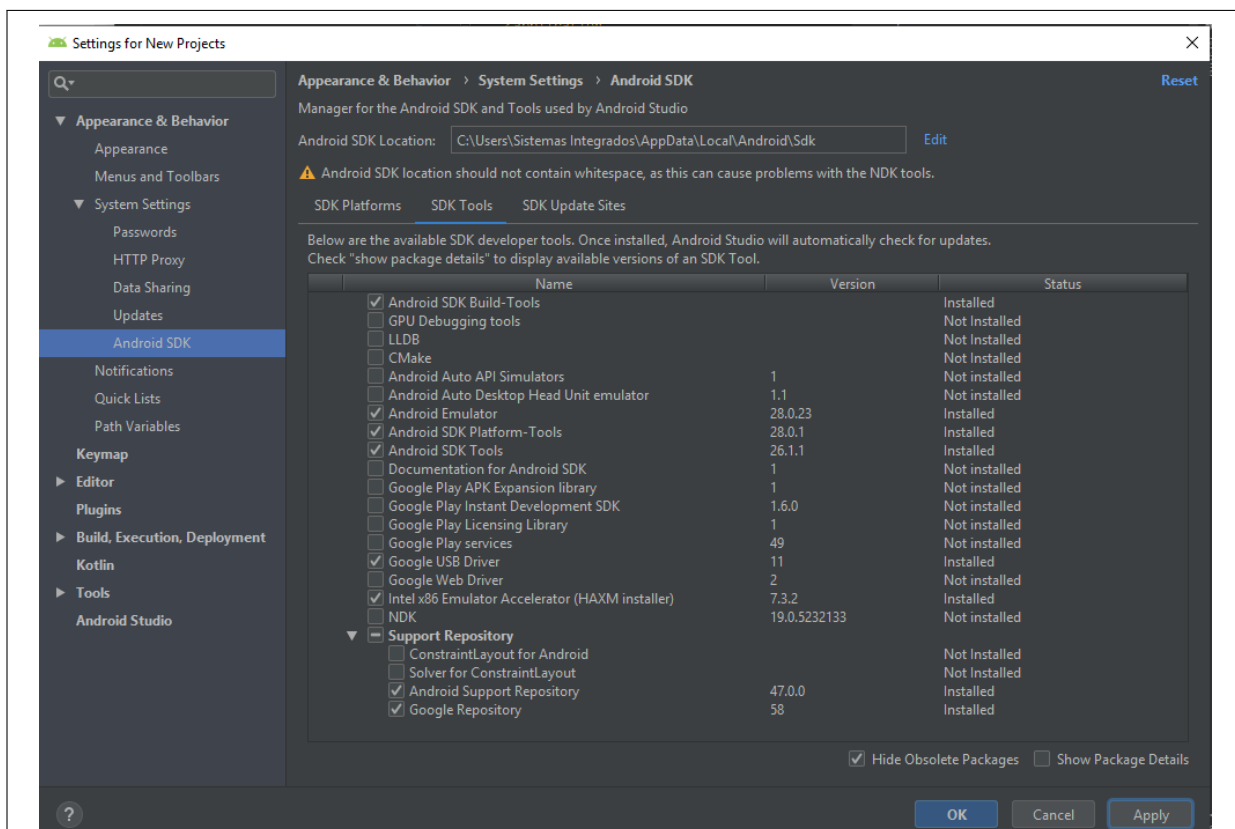 Settings for New Projects
Appearance & Behavior
Appearance
Menus and Toolbars
System Settings
Passwords
HTTP Proxy
Data Sharing
Updates
Android SDK
Notifications
Quick Lists
Path Variables
Keymap
Editor
Plugins
Build, Execution, Deployment
Kotlin
Tools
Android Studio
Appearance & Behavior > System Settings > Android SDK Reset
Manager for the Android SDK and Tools used by Android Studio
Android SDK Location: C:\Users\Sistemas Integrados\AppData\Local\Android\Sdk Edit
Android SDK location should not contain whitespace, as this can cause problems with the NDK tools.
SDK Platforms SDK Tools SDK Update Sites
Below are the available SDK developer tools. Once installed, Android Studio will automatically check for updates.
Check "show package details" to display available versions of an SDK Tool.
Name Version Status
Android SDK Build-Tools Installed
GPU Debugging tools Not Installed
LLDB Not Installed
CMake Not Installed
Android Auto API Simulators 1 Not installed
Android Auto Desktop Head Unit emulator 1.1 Not installed
Android Emulator 28.0.23 Installed
Android SDK Platform-Tools 28.0.1 Installed
Android SDK Tools 26.1.1 Installed
Documentation for Android SDK 1 Not installed
Google Play APK Expansion library 1 Not installed
Google Play Instant Development SDK 1.6.0 Not installed
Google Play Licensing Library 1 Not installed
Google Play services 49 Not installed
Google USB Driver 11 Installed
Google Web Driver 2 Not installed
Intel x86 Emulator Accelerator (HAXM installer) 7.3.2 Installed
NDK 19.0.5232133 Not installed
Support Repository
ConstraintLayout for Android Not Installed
Solver for ConstraintLayout Not Installed
Android Support Repository 47.0.0 Installed
Google Repository 58 Installed
Hide Obsolete Packages Show Package Details
? OK Cancel Apply